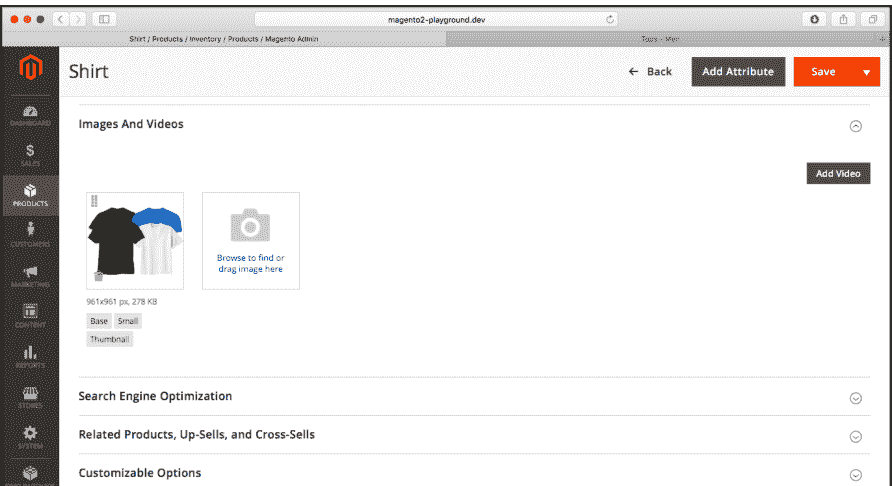 magento2-playground.dev
Shirt / Products / Inventory / Products / Magento Admin
Tops - Men
Shirt
← Back
Add Attribute
Save
DASHBOARD
SALES
PRODUCTS
CUSTOMERS
MARKETING
CONTENT
REPORTS
STORES
SYSTEM
Images And Videos
Add Video
Browse to find or
drag image here
961x961 px, 278 KB
Base Small
Thumbnail
Search Engine Optimization
Related Products, Up-Sells, and Cross-Sells
Customizable Options